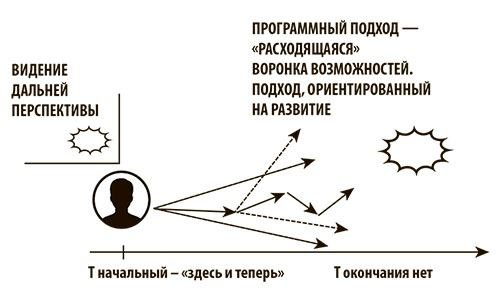 ВИДЕНИЕ
ДАЛЬНЕЙ
ПЕРСПЕКТИВЫ
ПРОГРАММНЫЙ ПОДХОД —
«РАСХОДЯЩАЯСЯ»
ВОРОНКА ВОЗМОЖНОСТЕЙ.
ПОДХОД, ОРИЕНТИРОВАННЫЙ
НА РАЗВИТИЕ
Т начальный – «здесь и теперь»
Т окончания нет